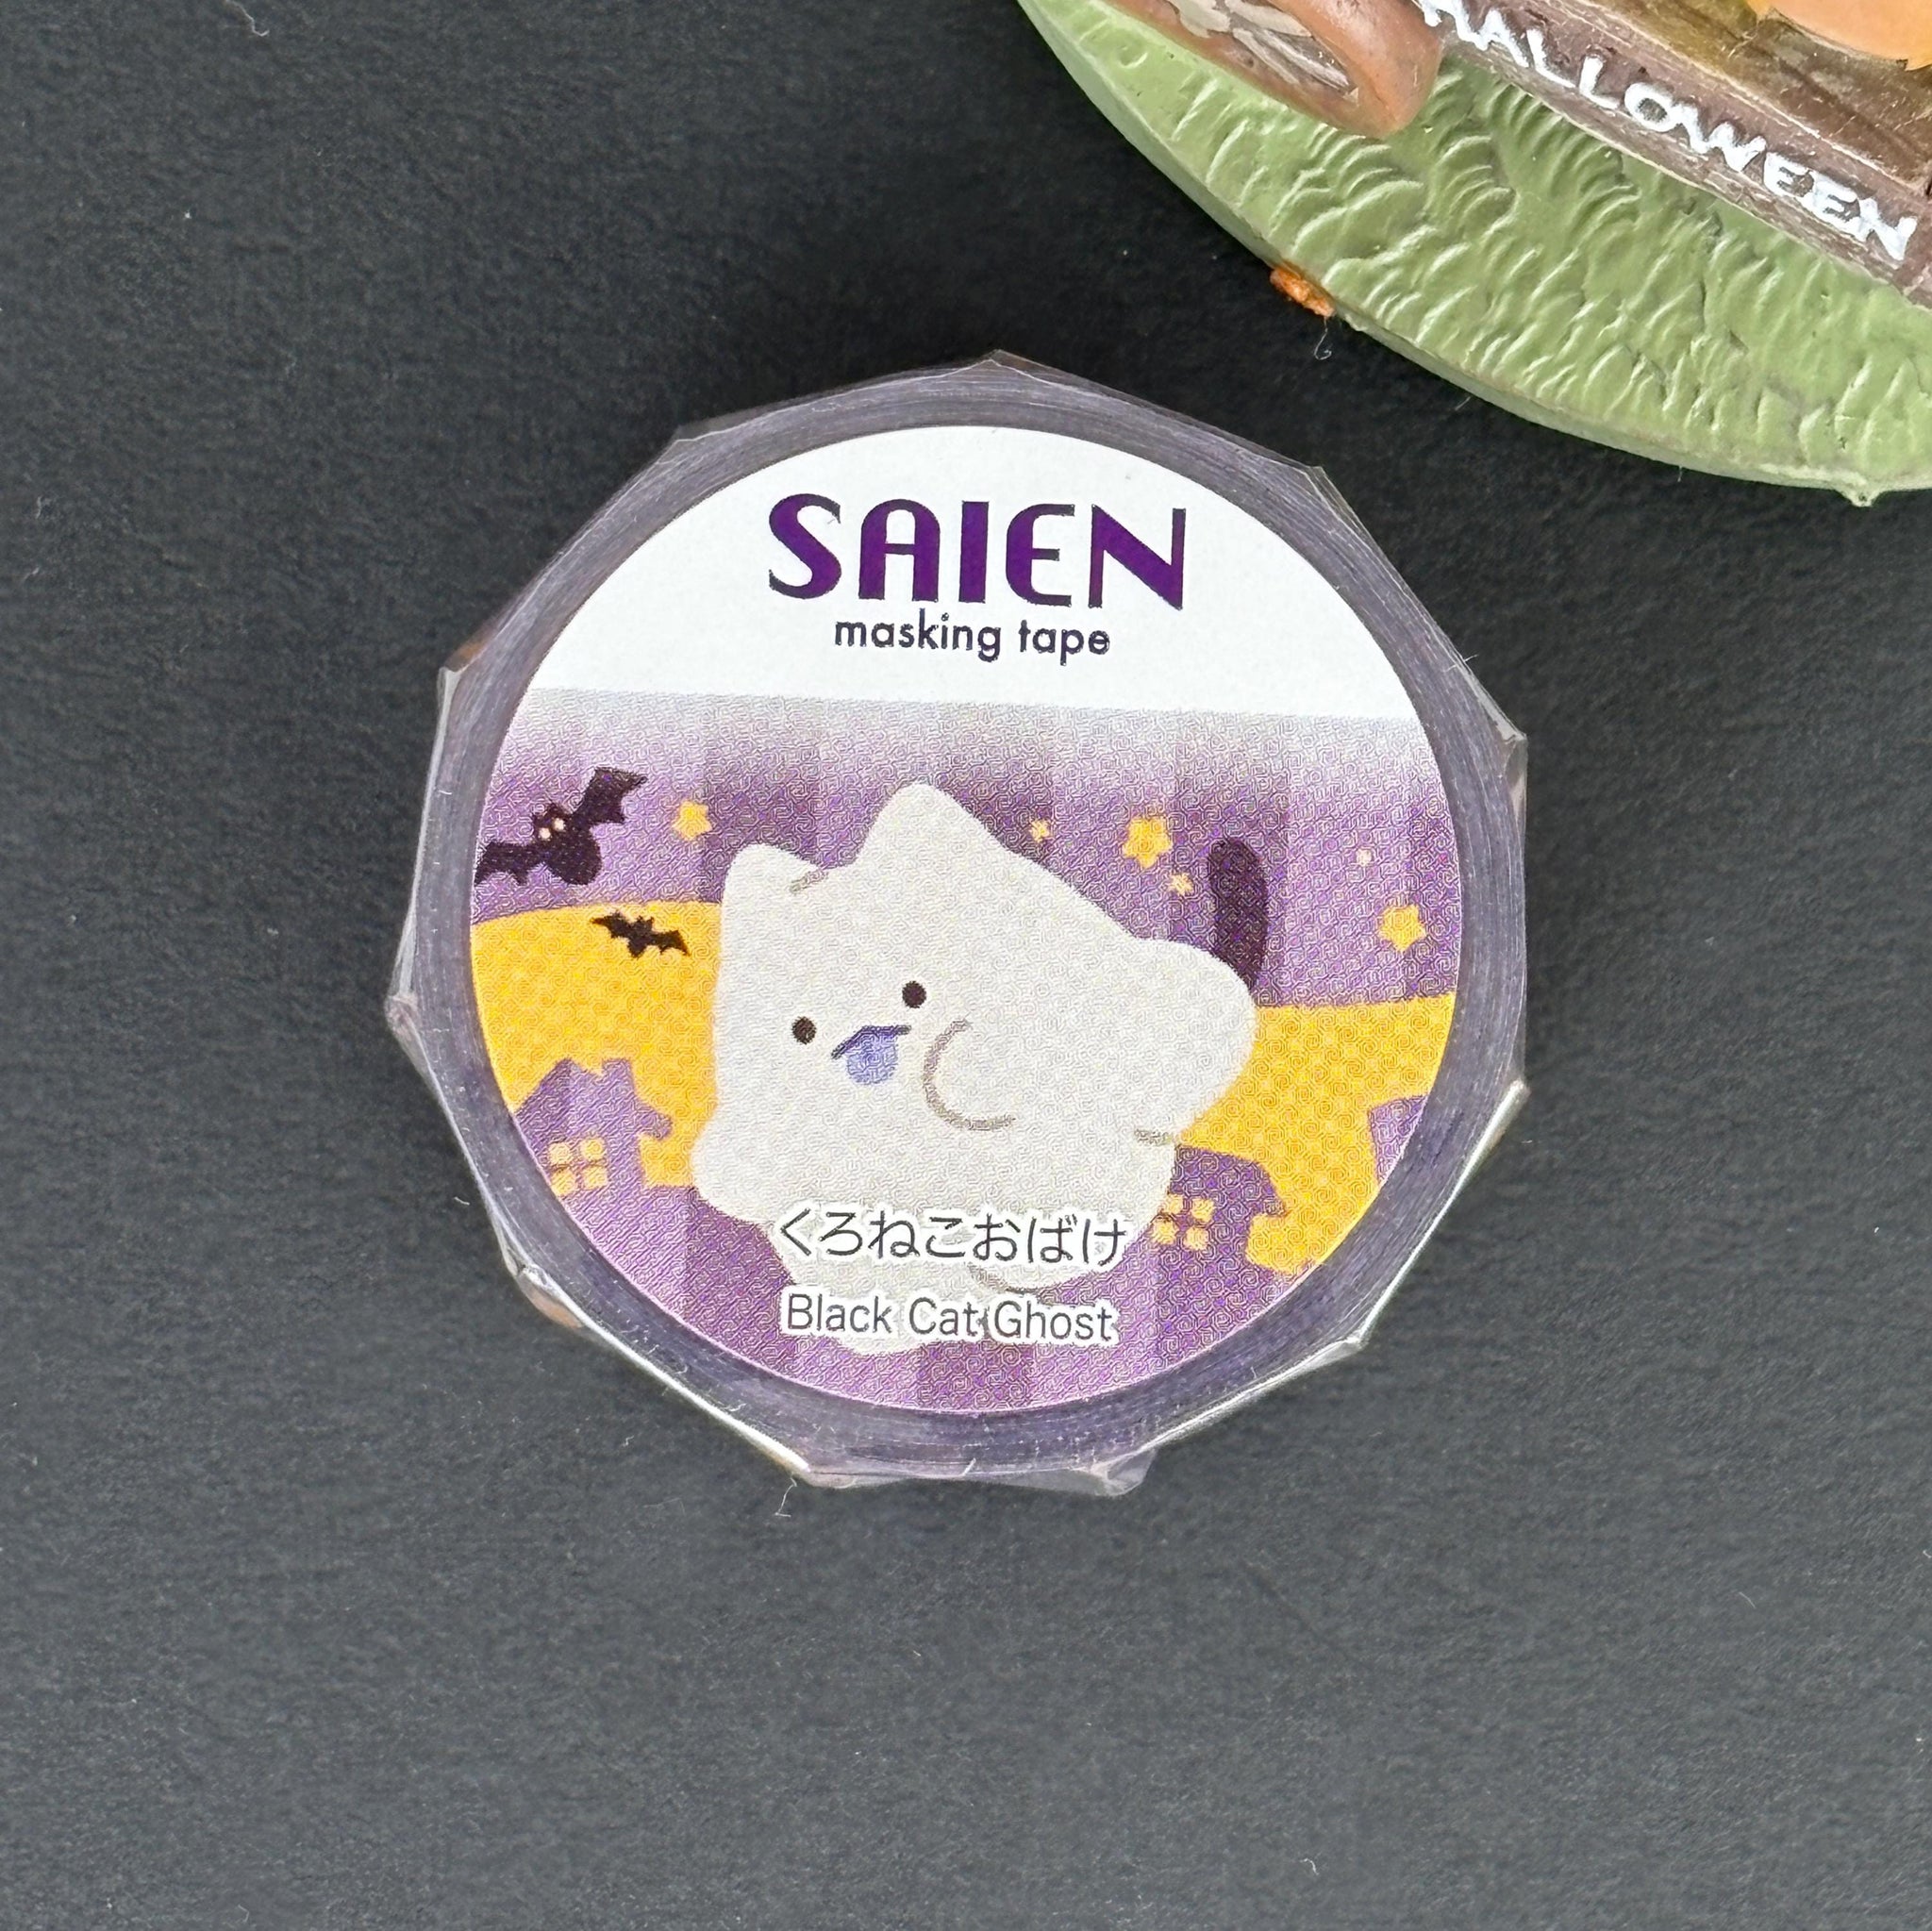 HALLOWEEN
SAIEN
masking tape
くろねこおばけ
Black Cat Ghost